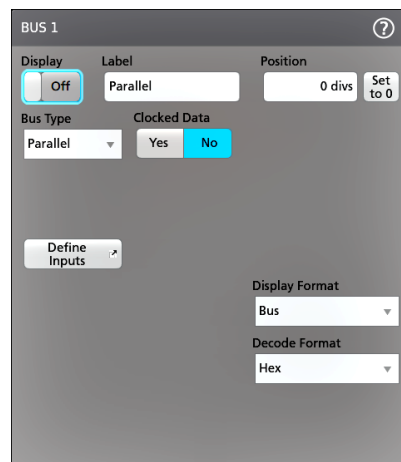 BUS 1
?
Display Label Position
Off Parallel 0 divs Set
to 0
Bus Type Clocked Data
Parallel Yes No
Define
Inputs
Display Format
Bus
Decode Format
Hex